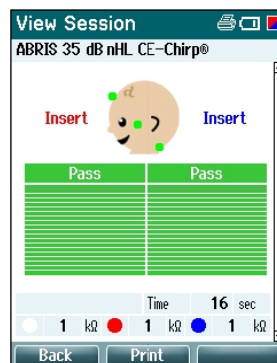 View Session
ABRIS 35 dB nHL CE-Chirp®
Insert Insert
Pass Pass
Time 16 sec
1 kΩ 1 kΩ 1 kΩ
Back Print